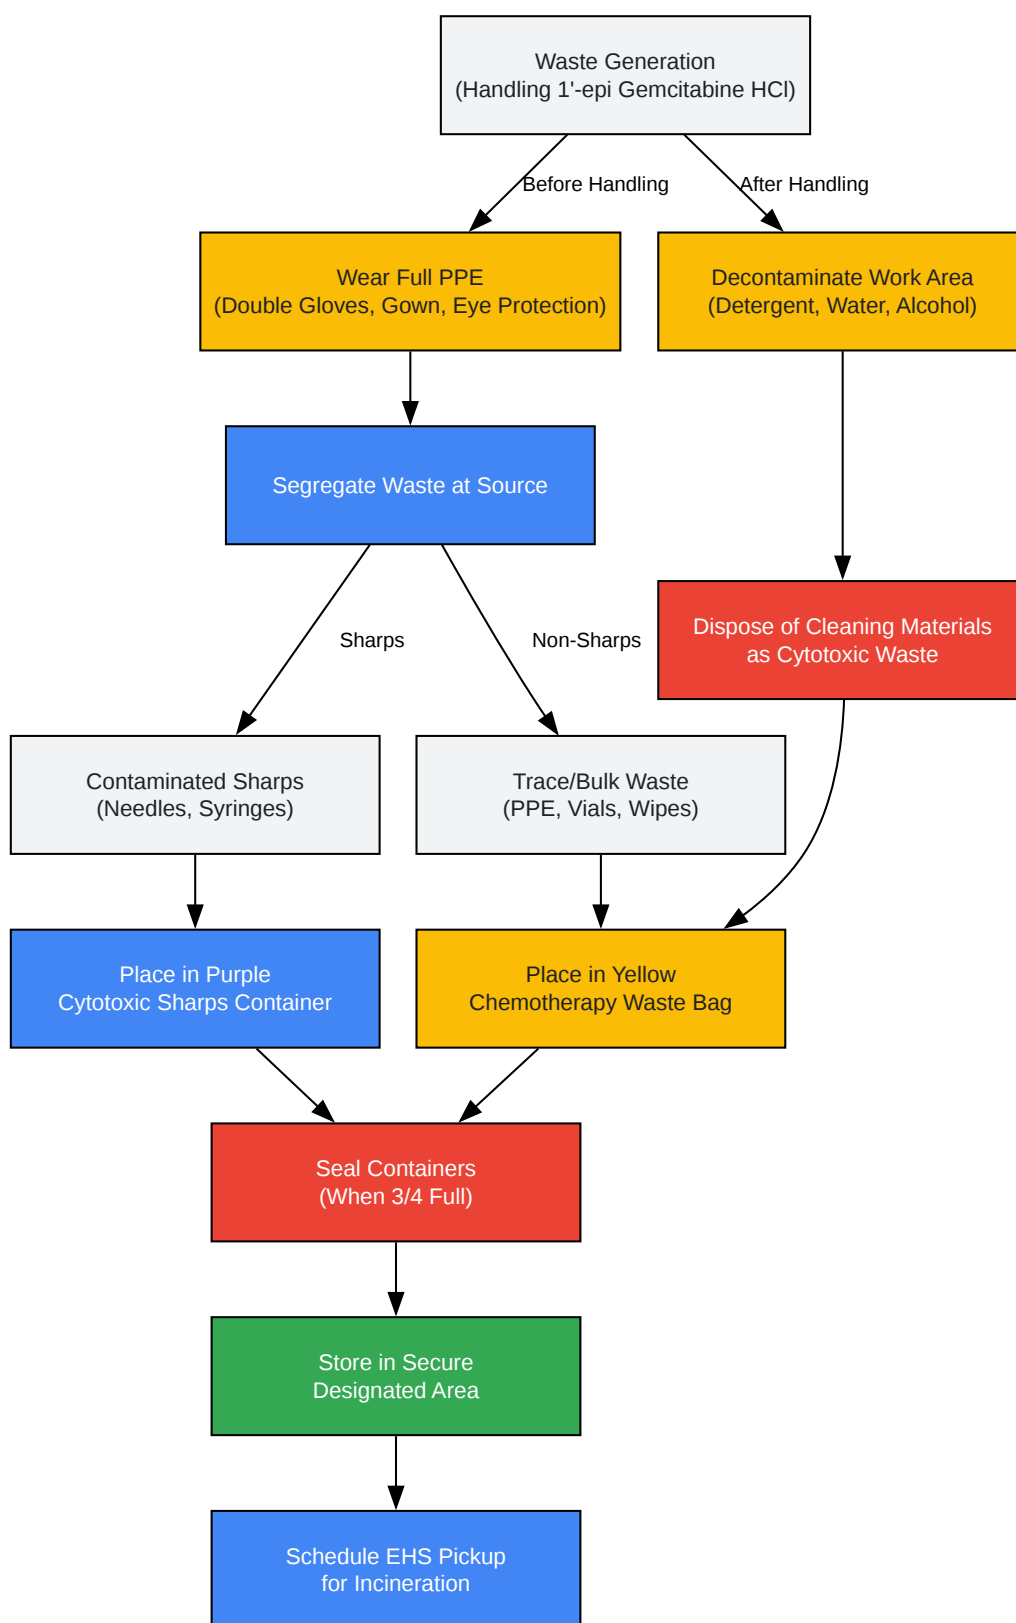 Waste Generation
(Handling 1'-epi Gemcitabine HCl)
Before Handling
After Handling
Wear Full PPE
(Double Gloves, Gown, Eye Protection)
Decontaminate Work Area
(Detergent, Water, Alcohol)
Segregate Waste at Source
Dispose of Cleaning Materials
as Cytotoxic Waste
Sharps
Non-Sharps
Contaminated Sharps
(Needles, Syringes)
Trace/Bulk Waste
(PPE, Vials, Wipes)
Place in Purple
Cytotoxic Sharps Container
Place in Yellow
Chemotherapy Waste Bag
Seal Containers
(When 3/4 Full)
Store in Secure
Designated Area
Schedule EHS Pickup
for Incineration